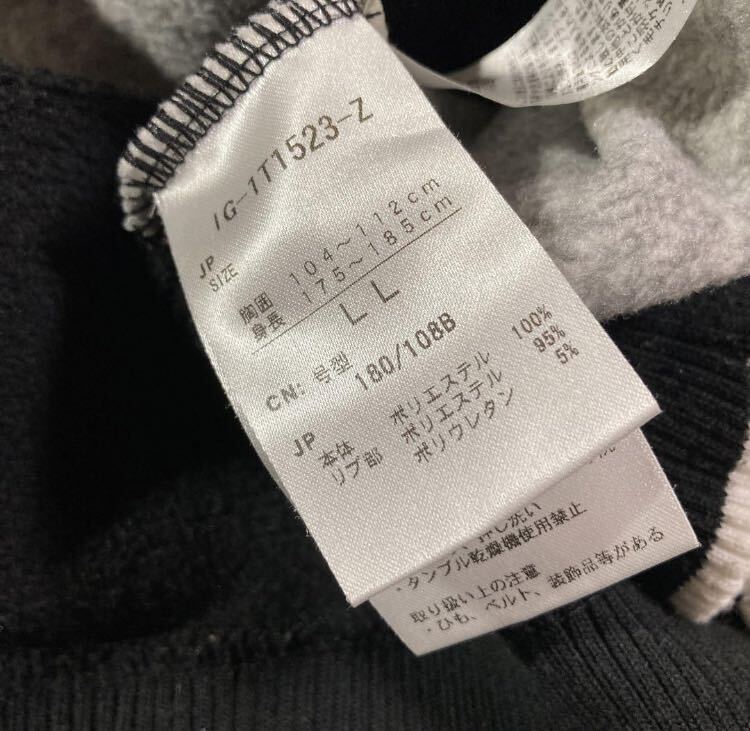 IG-1T1523-Z
JP
SIZE
胸囲 104～112cm
身長 175～185cm
LL
CN: 号型 180/108B
JP
本体 ポリエステル 100%
リブ部 ポリエステル 95%
ポリウレタン 5%
押し洗い
・タンブル乾燥機使用禁止
取り扱い上の注意
・ひも、ベルト、装飾品等がある